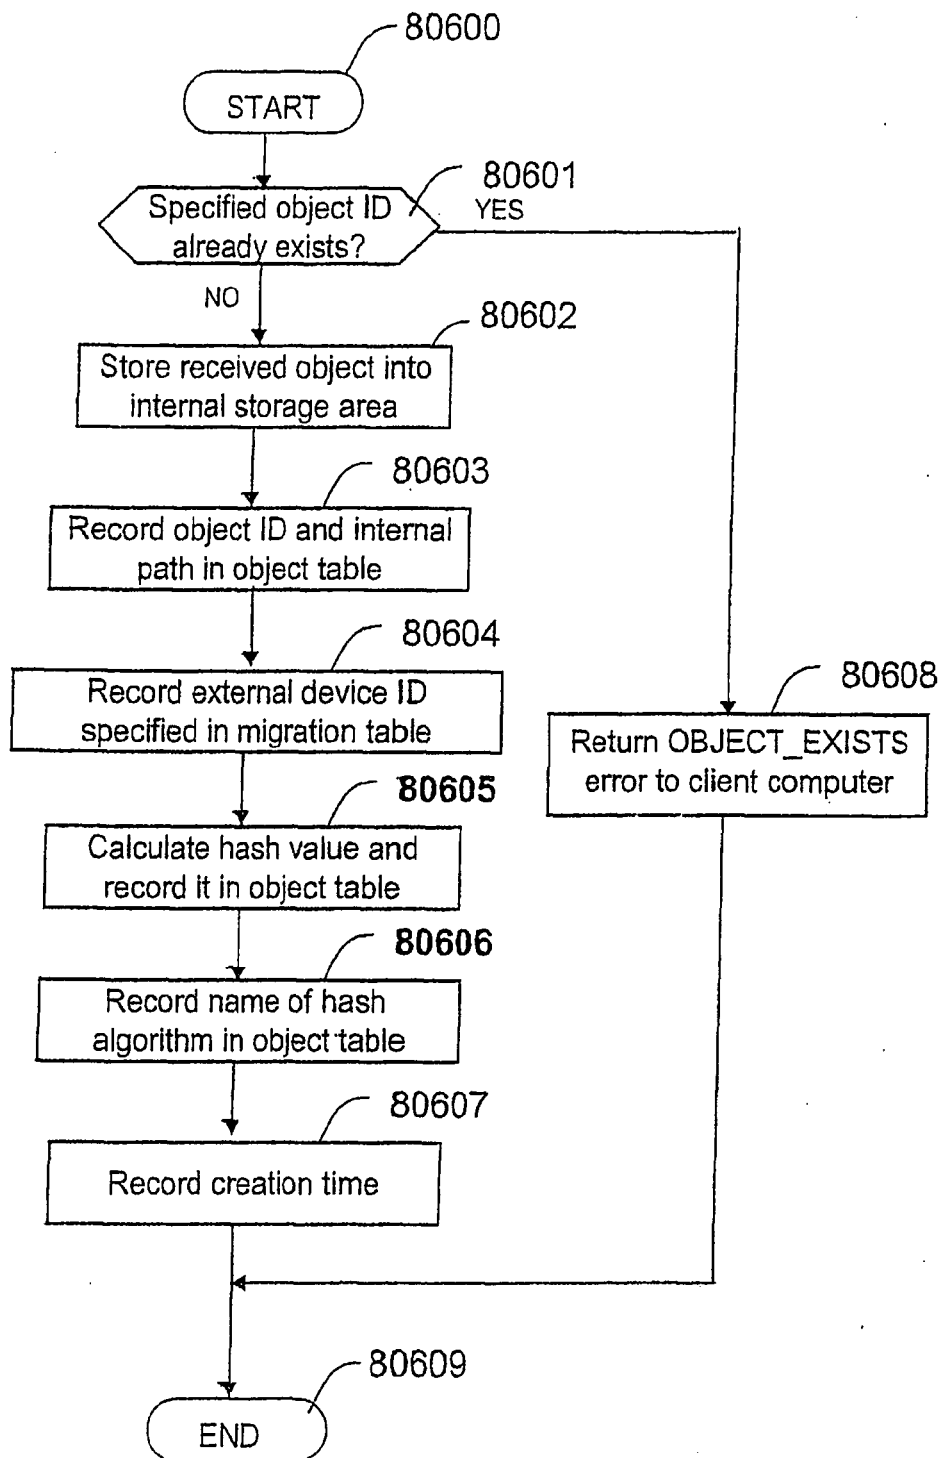 80600
START
80601
Specified object ID
already exists?
YES
NO
80602
Store received object into
internal storage area
80603
Record object ID and internal
path in object table
80604
Record external device ID
specified in migration table
80608
Return OBJECT_EXISTS
error to client computer
80605
Calculate hash value and
record it in object table
80606
Record name of hash
algorithm in object table
80607
Record creation time
80609
END